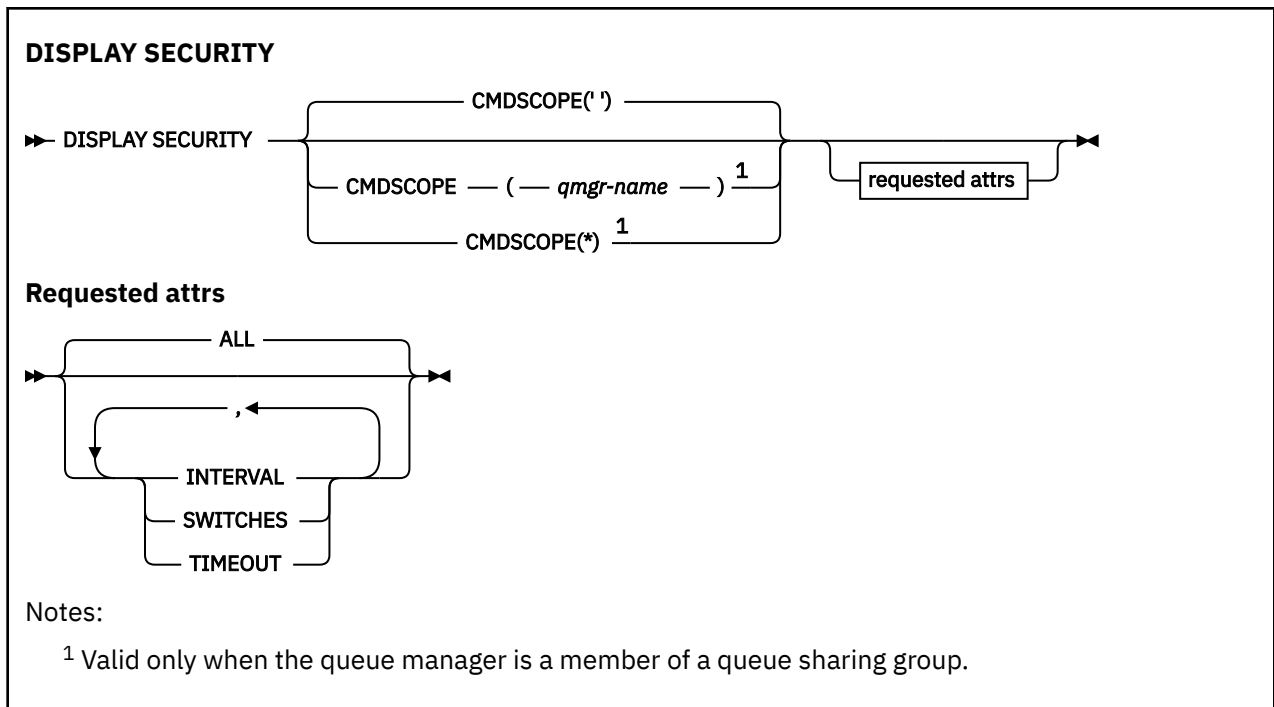 DISPLAY SECURITY
CMDSCOPE(' ')
DISPLAY SECURITY
CMDSCOPE ( qmgr-name ) 1
requested attrs
CMDSCOPE(*) 1
Requested attrs
ALL
,
INTERVAL
SWITCHES
TIMEOUT
Notes:
1 Valid only when the queue manager is a member of a queue sharing group.